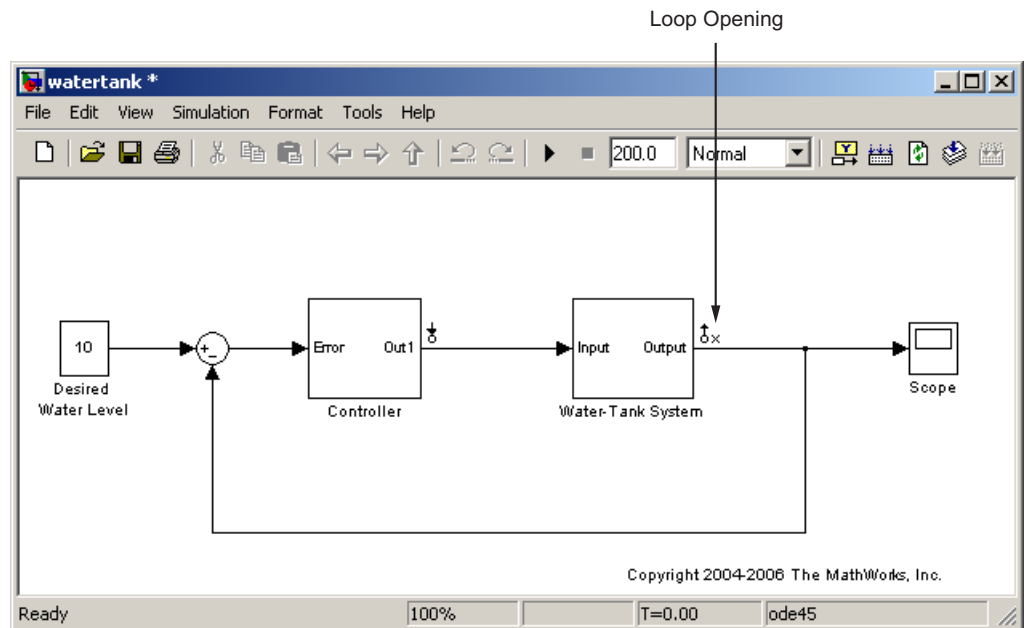 Loop Opening
watertank *
File Edit View Simulation Format Tools Help
200.0 Normal
10
Desired
Water Level
+
-
Error Out1
Controller
Input Output
Water-Tank System
x
Scope
Copyright 2004-2006 The MathWorks, Inc.
Ready 100% T=0.00 ode45